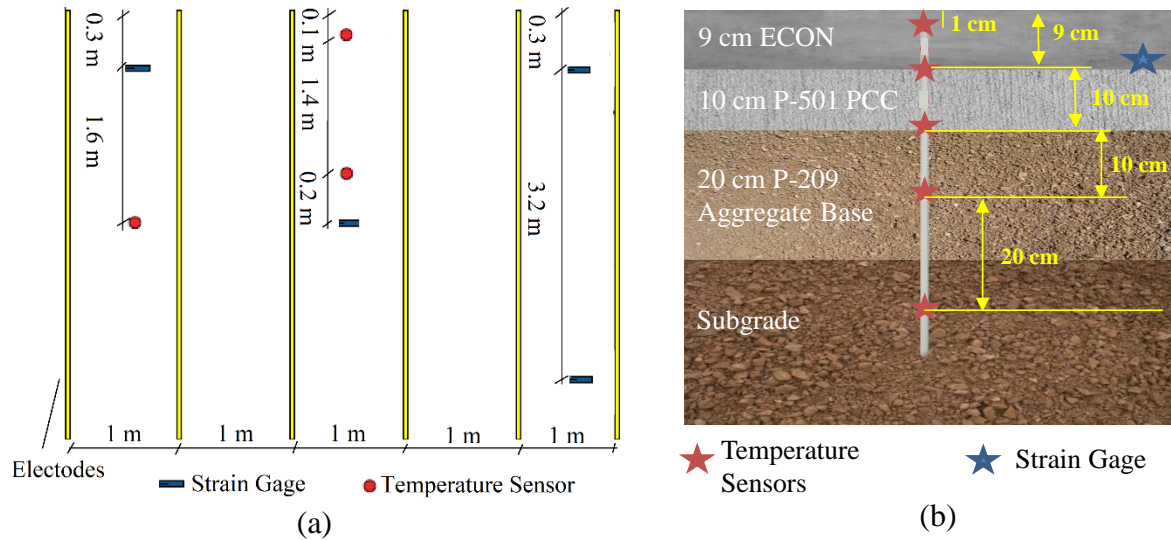 0.3 m
1.6 m
0.1 m
1.4 m
0.2 m
0.3 m
3.2 m
1 m
1 m
1 m
1 m
1 m
Electodes
Strain Gage
Temperature Sensor
(a)
1 cm
9 cm ECON
9 cm
10 cm P-501 PCC
10 cm
10 cm
20 cm P-209
Aggregate Base
20 cm
Subgrade
Temperature
Sensors
Strain Gage
(b)